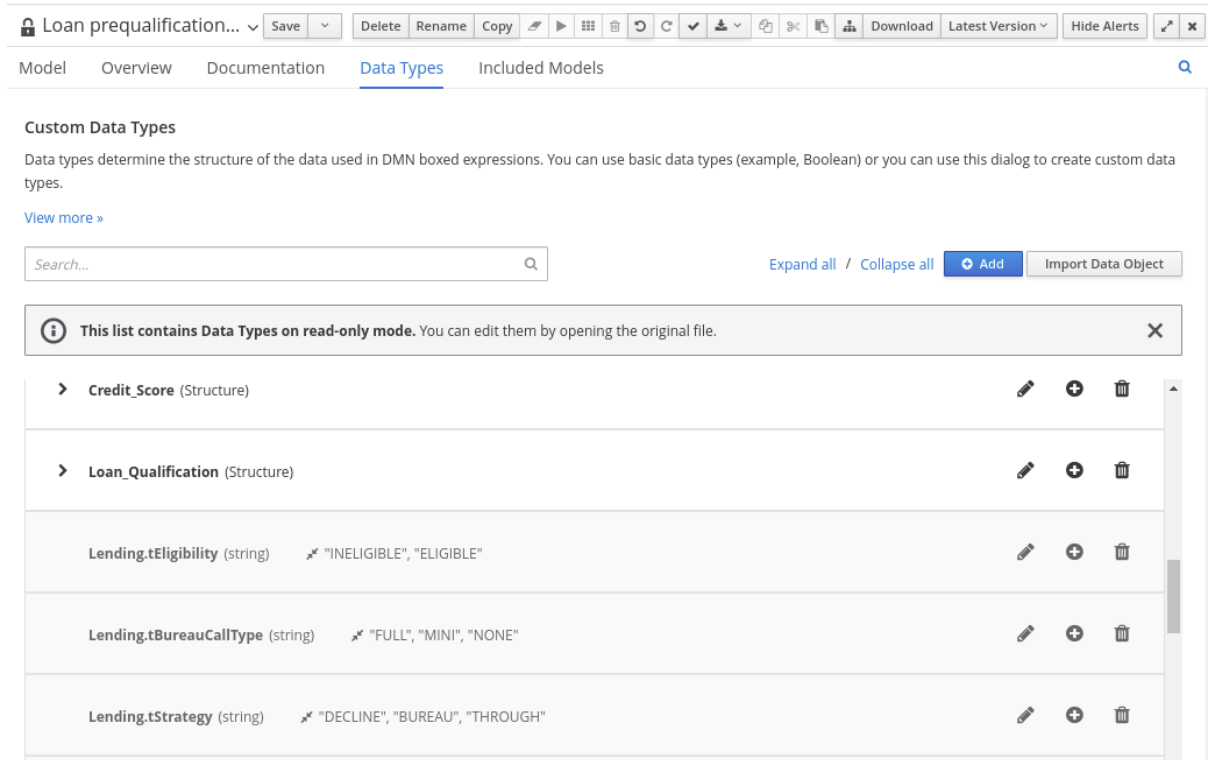 Loan prequalification... Save Delete Rename Copy Download Latest Version Hide Alerts
Model Overview Documentation Data Types Included Models
Custom Data Types
Data types determine the structure of the data used in DMN boxed expressions. You can use basic data types (example, Boolean) or you can use this dialog to create custom data
types.
View more »
Search... Expand all / Collapse all Add Import Data Object
This list contains Data Types on read-only mode. You can edit them by opening the original file.
Credit_Score (Structure)
Loan_Qualification (Structure)
Lending.tEligibility (string) "INELIGIBLE", "ELIGIBLE"
Lending.tBureauCallType (string) "FULL", "MINI", "NONE"
Lending.tStrategy (string) "DECLINE", "BUREAU", "THROUGH"